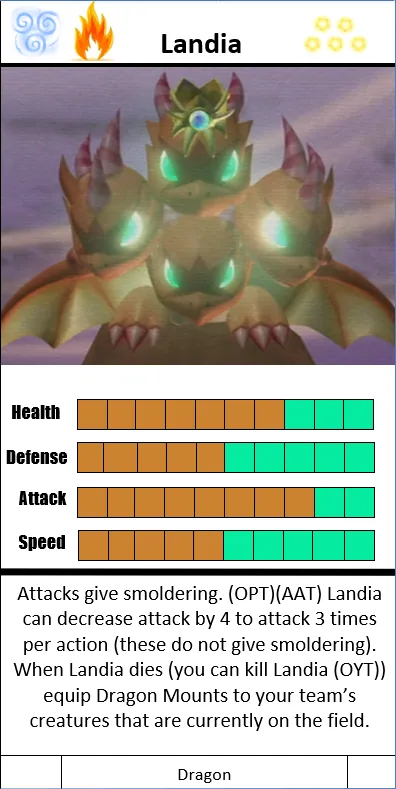 Landia
Health
Defense
Attack
Speed
Attacks give smoldering. (OPT)(AAT) Landia
can decrease attack by 4 to attack 3 times
per action (these do not give smoldering).
When Landia dies (you can kill Landia (OYT))
equip Dragon Mounts to your team’s
creatures that are currently on the field.
Dragon